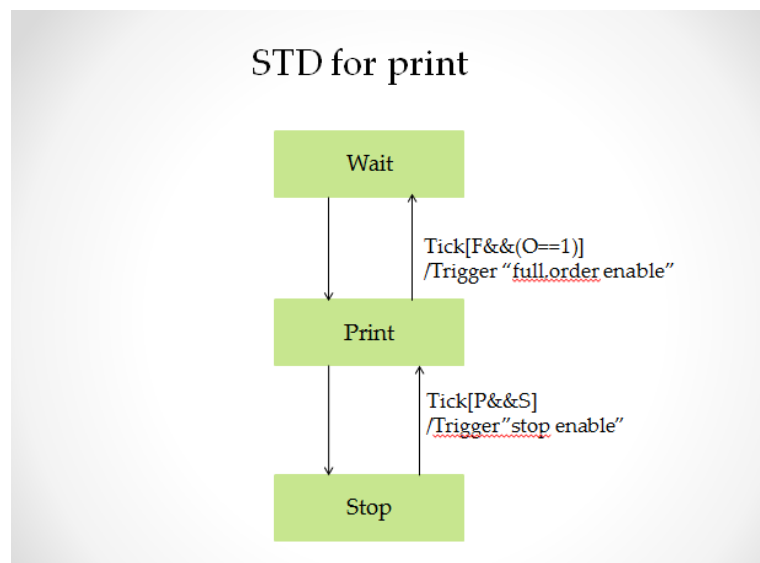 STD for print
Wait
Tick[F&&(O==1)]
/Trigger “full.order enable”
Print
Tick[P&&S]
/Trigger”stop enable”
Stop